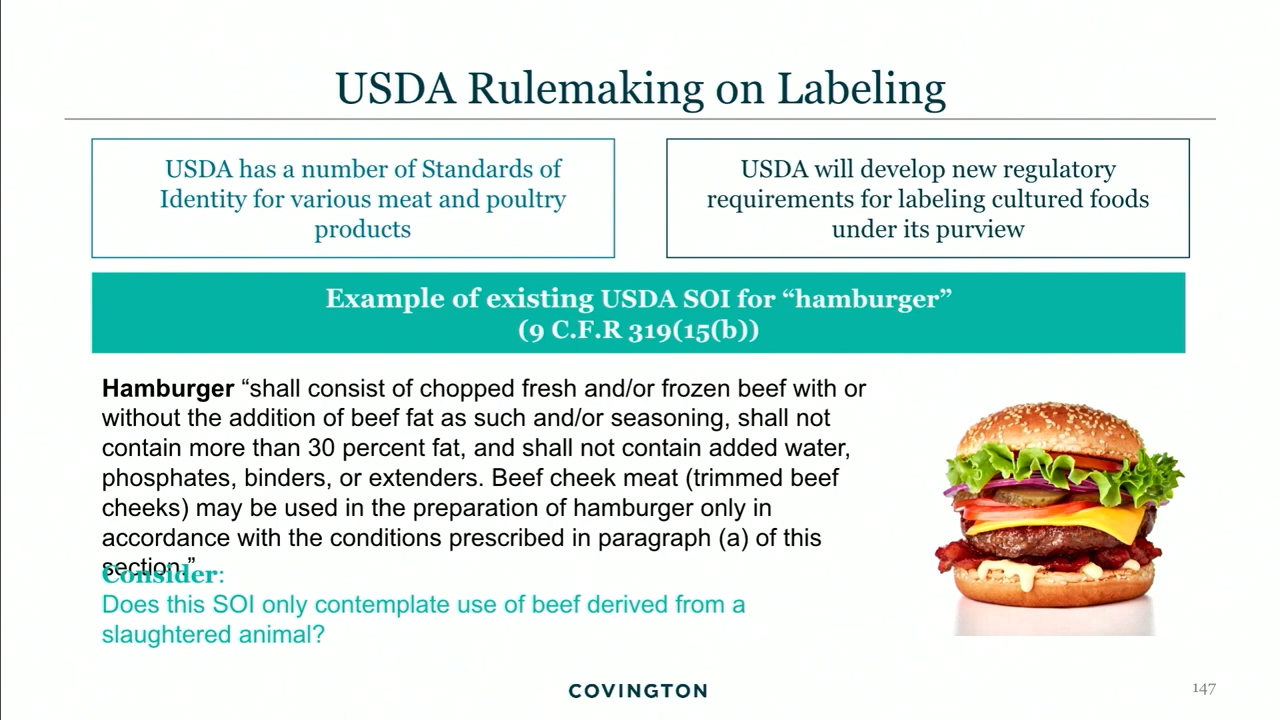 USDA Rulemaking on Labeling
USDA has a number of Standards of
Identity for various meat and poultry
products
USDA will develop new regulatory
requirements for labeling cultured foods
under its purview
Example of existing USDA SOI for “hamburger”
(9 C.F.R 319(15(b))
Hamburger “shall consist of chopped fresh and/or frozen beef with or
without the addition of beef fat as such and/or seasoning, shall not
contain more than 30 percent fat, and shall not contain added water,
phosphates, binders, or extenders. Beef cheek meat (trimmed beef
cheeks) may be used in the preparation of hamburger only in
accordance with the conditions prescribed in paragraph (a) of this
section.”
Consider:
Does this SOI only contemplate use of beef derived from a
slaughtered animal?
COVINGTON
147